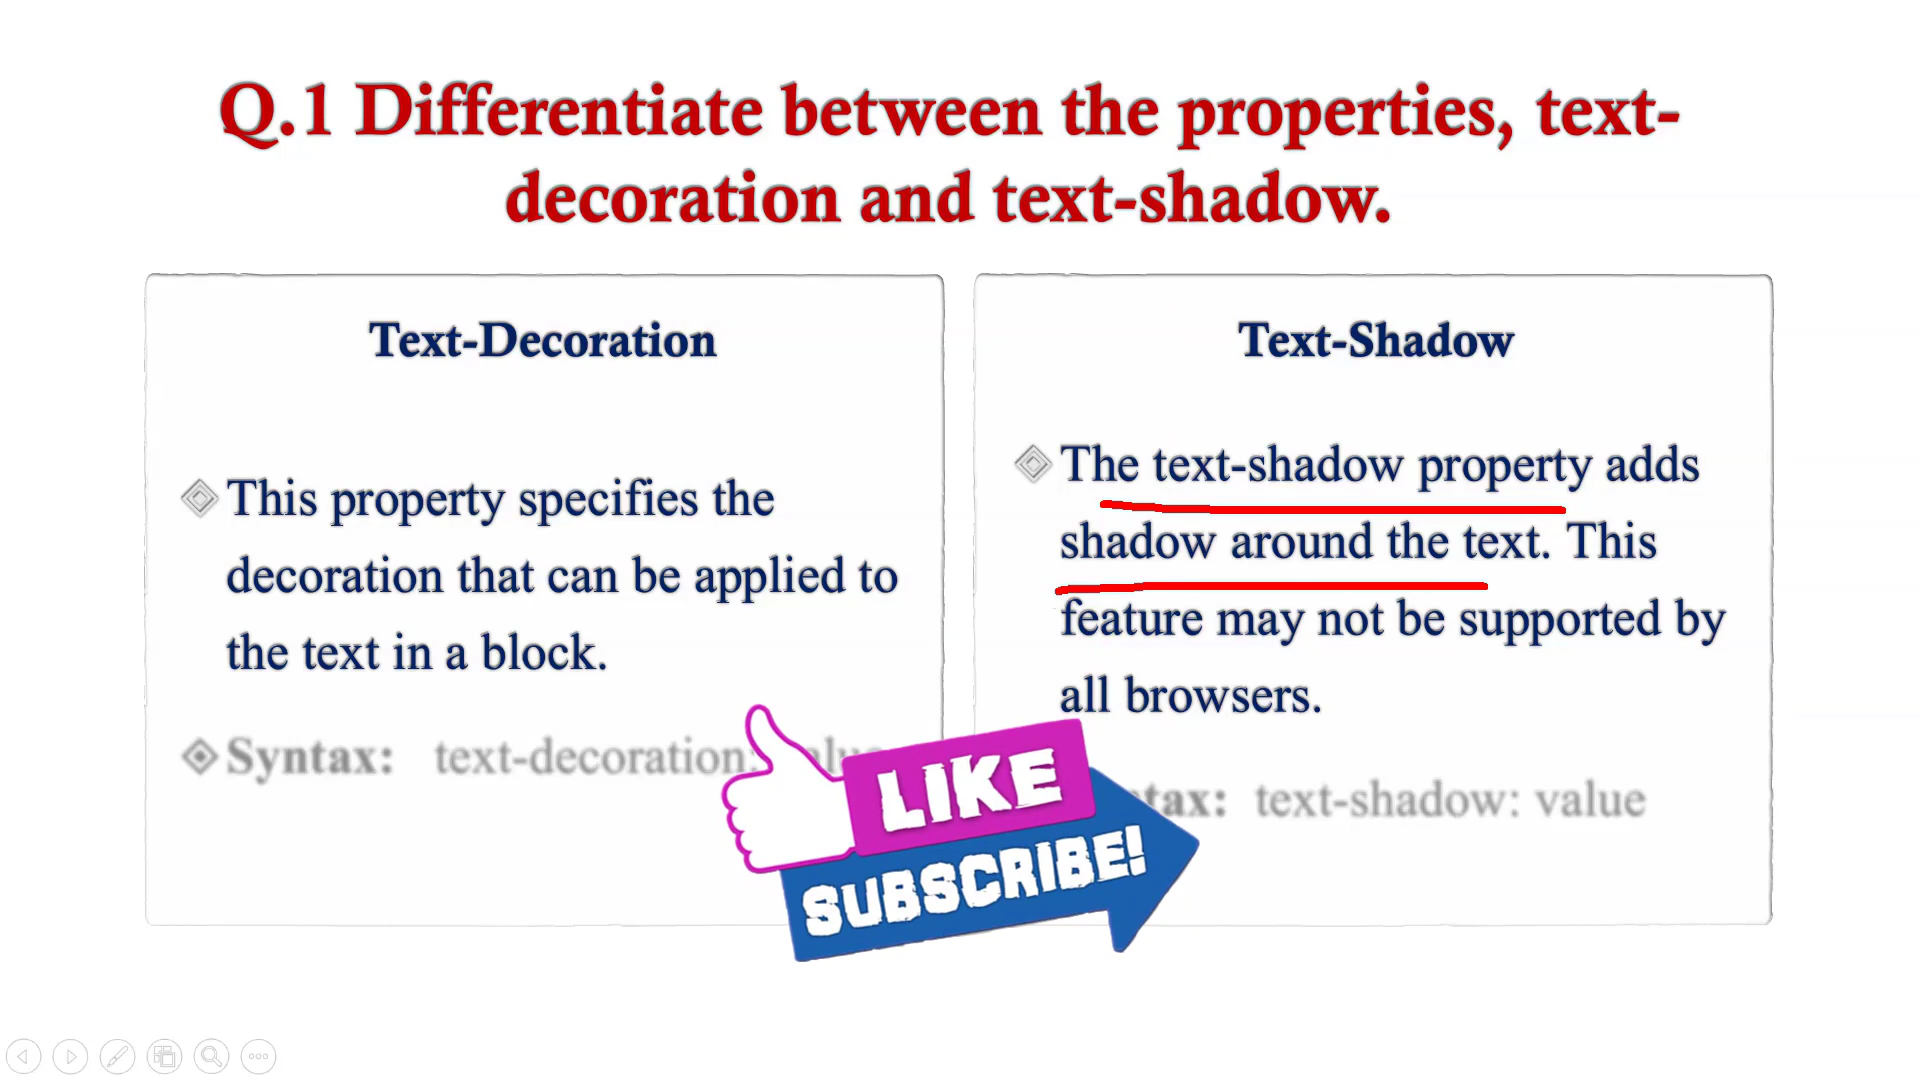 Q.1 Differentiate between the properties, text-
decoration and text-shadow.
Text-Decoration
This property specifies the
decoration that can be applied to
the text in a block.
Syntax: text-decoration:
Text-Shadow
The text-shadow property adds
shadow around the text. This
feature may not be supported by
all browsers.
text-shadow: value
LIKE
SUBSCRIBE!